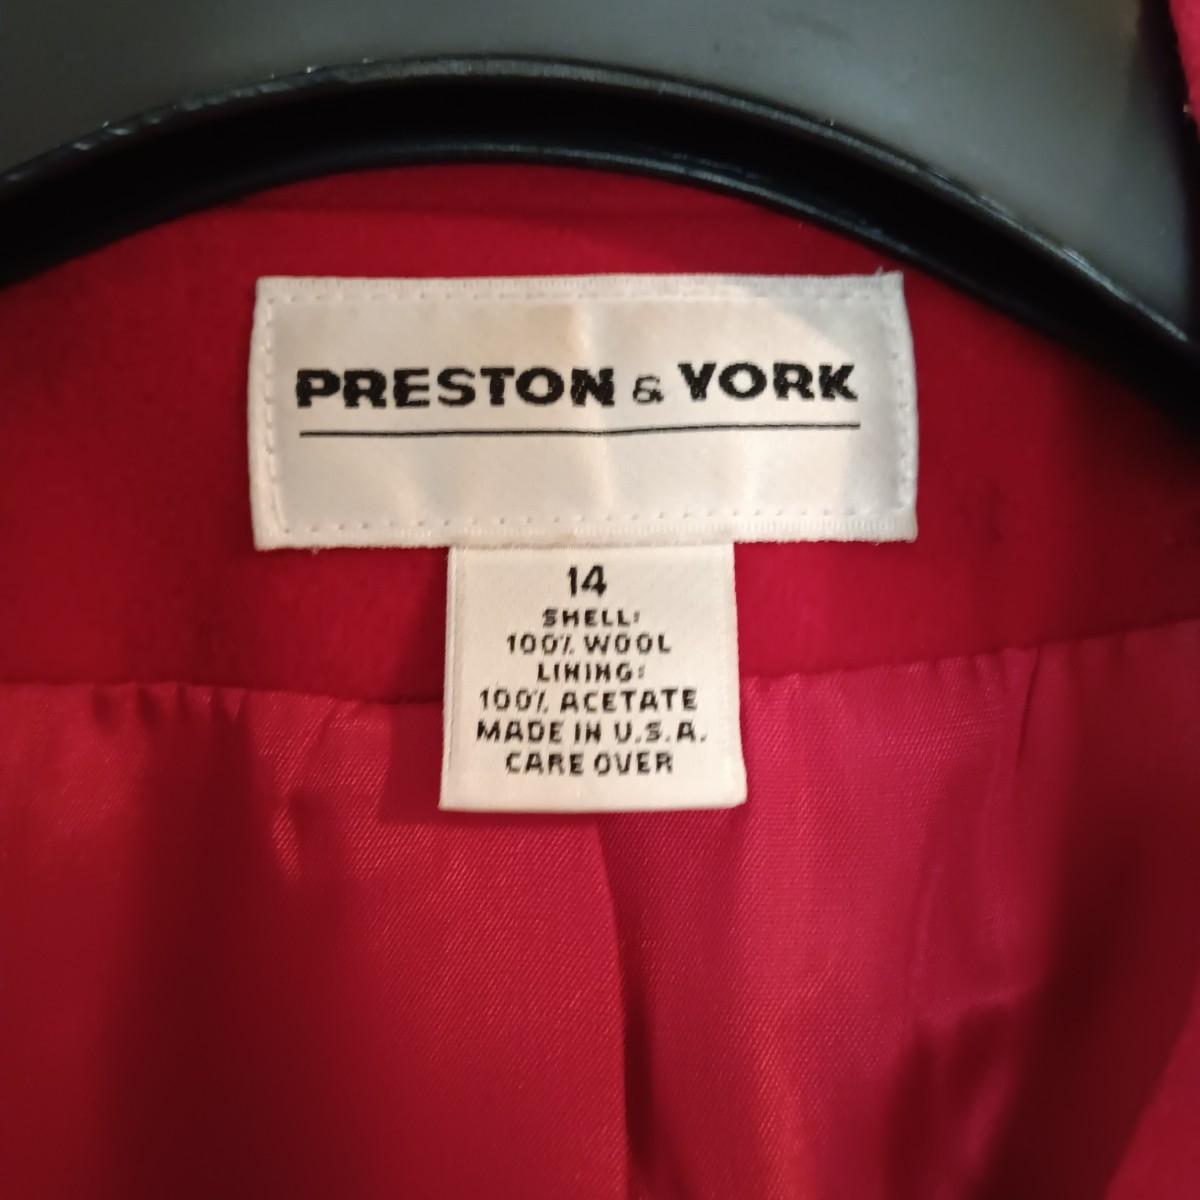 PRESTON & YORK
14
SHELL:
100% WOOL
LINING:
100% ACETATE
MADE IN U.S.A.
CARE OVER